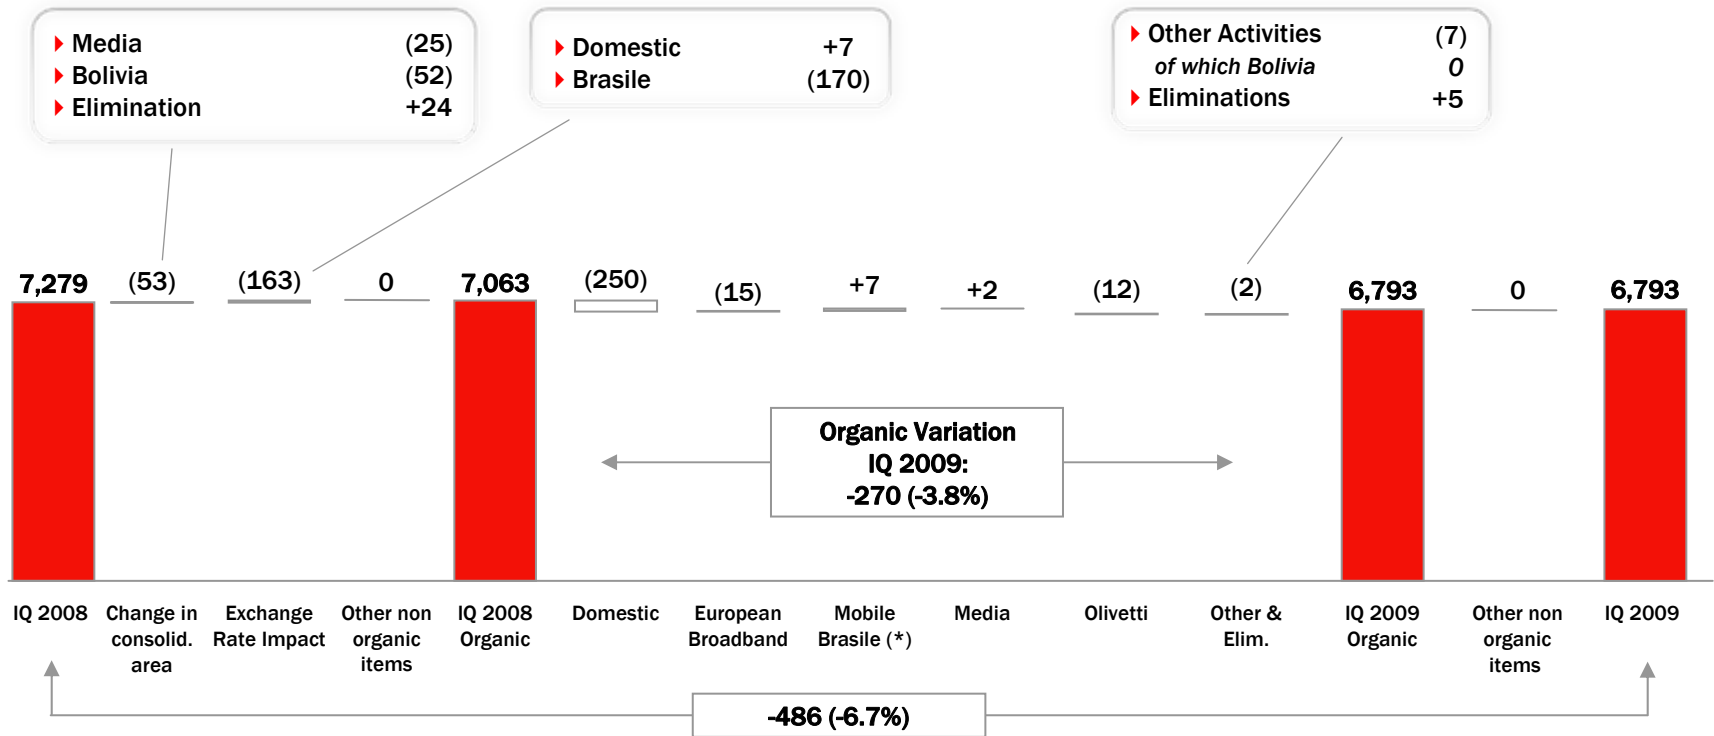 Media (25)
Bolivia (52)
Elimination +24
Domestic +7
Brasile (170)
Other Activities (7)
of which Bolivia 0
Eliminations +5
7,279 (53) (163) 0 7,063 (250) (15) +7 +2 (12) (2) 6,793 0 6,793
Organic Variation
IQ 2009:
-270 (-3.8%)
IQ 2008
Change in
consolid.
area
Exchange
Rate Impact
Other non
organic
items
IQ 2008
Organic
Domestic
European
Broadband
Mobile
Brasile (*)
Media
Olivetti
Other &
Elim.
IQ 2009
Organic
Other non
organic
items
IQ 2009
-486 (-6.7%)